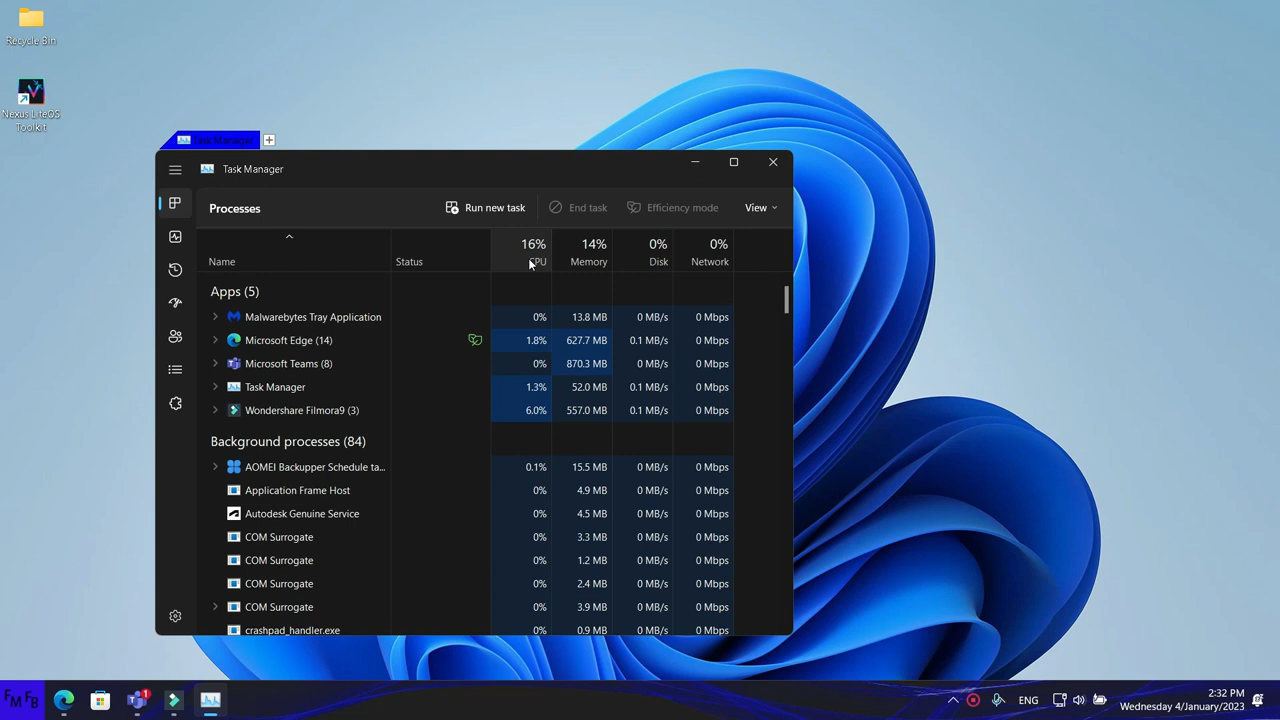 Recycle Bin
Nexus LiteOS
Toolkit
Task Manager
Task Manager
Processes
Run new task
End task
Efficiency mode
View
16% 14% 0% 0%
Name Status CPU Memory Disk Network
Apps (5)
Malwarebytes Tray Application 0% 13.8 MB 0 MB/s 0 Mbps
Microsoft Edge (14) 1.8% 627.7 MB 0.1 MB/s 0 Mbps
Microsoft Teams (8) 0% 870.3 MB 0 MB/s 0 Mbps
Task Manager 1.3% 52.0 MB 0.1 MB/s 0 Mbps
Wondershare Filmora9 (3) 6.0% 557.0 MB 0.1 MB/s 0 Mbps
Background processes (84)
AOMEI Backupper Schedule ta... 0.1% 15.5 MB 0 MB/s 0 Mbps
Application Frame Host 0% 4.9 MB 0 MB/s 0 Mbps
Autodesk Genuine Service 0% 4.5 MB 0 MB/s 0 Mbps
COM Surrogate 0% 3.3 MB 0 MB/s 0 Mbps
COM Surrogate 0% 1.2 MB 0 MB/s 0 Mbps
COM Surrogate 0% 2.4 MB 0 MB/s 0 Mbps
COM Surrogate 0% 3.9 MB 0 MB/s 0 Mbps
crashpad_handler.exe 0% 0.9 MB 0 MB/s 0 Mbps
FM FB
1
ENG
2:32 PM
Wednesday 4/January/2023